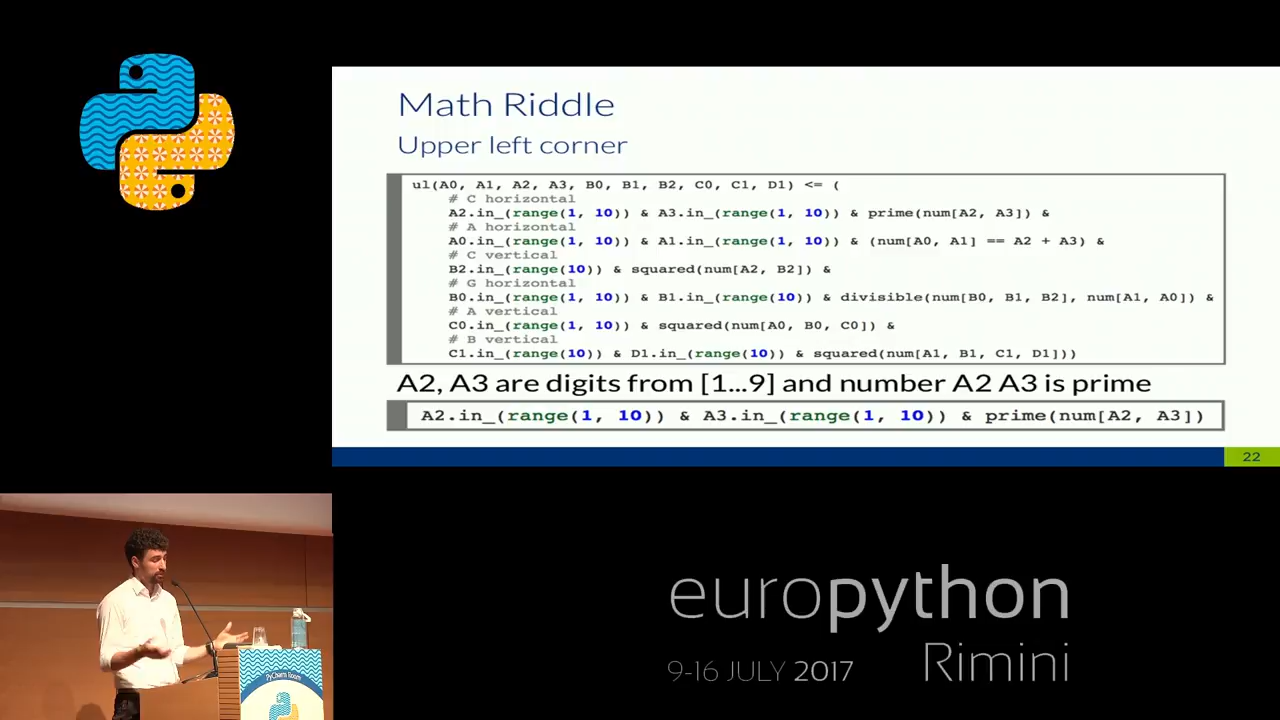 Math Riddle
Upper left corner
ul(A0, A1, A2, A3, B0, B1, B2, C0, C1, D1) <= (
# C horizontal
A2.in_(range(1, 10)) & A3.in_(range(1, 10)) & prime(num[A2, A3]) &
# A horizontal
A0.in_(range(1, 10)) & A1.in_(range(1, 10)) & (num[A0, A1] == A2 + A3) &
# C vertical
B2.in_(range(10)) & squared(num[A2, B2]) &
# G horizontal
B0.in_(range(1, 10)) & B1.in_(range(10)) & divisible(num[B0, B1, B2], num[A1, A0]) &
# A vertical
C0.in_(range(1, 10)) & squared(num[A0, B0, C0]) &
# B vertical
C1.in_(range(10)) & D1.in_(range(10)) & squared(num[A1, B1, C1, D1]))
A2, A3 are digits from [1...9] and number A2 A3 is prime
A2.in_(range(1, 10)) & A3.in_(range(1, 10)) & prime(num[A2, A3])
22
PyCharm Room
europython
9-16 JULY 2017 Rimini